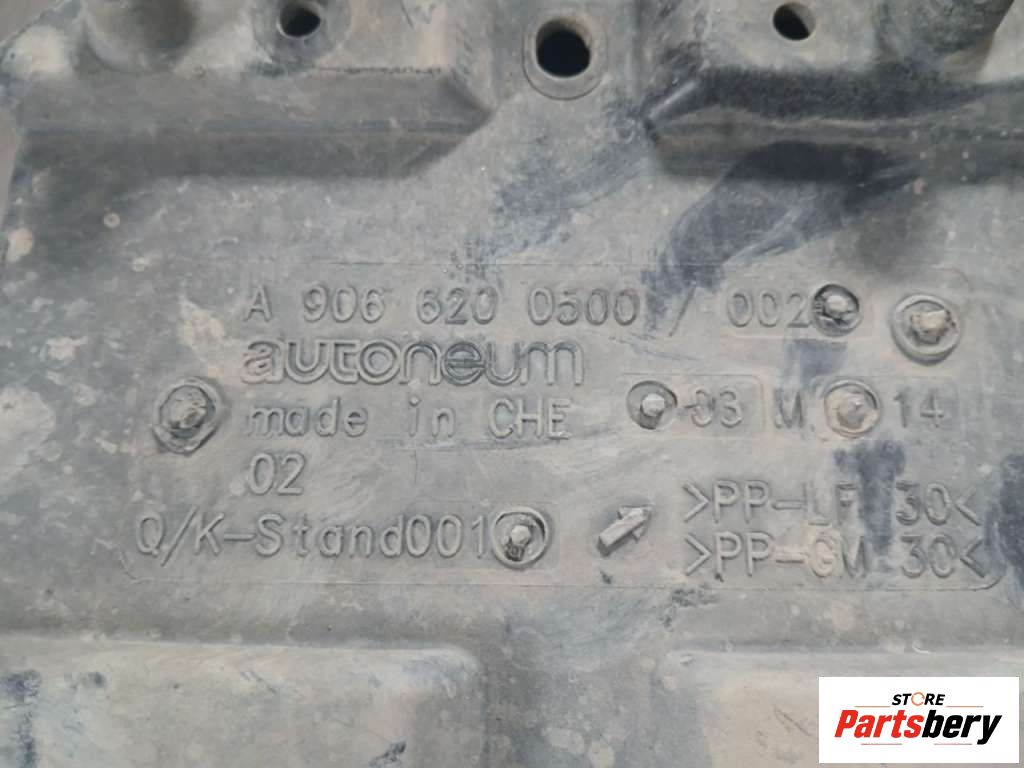 A 906 620 0500 / 002
autoneum
made in CHE 03 M 14
02
>PP-LF 30<
Q/K-Stand001
>PP-GM 30<
STORE
Partsbery